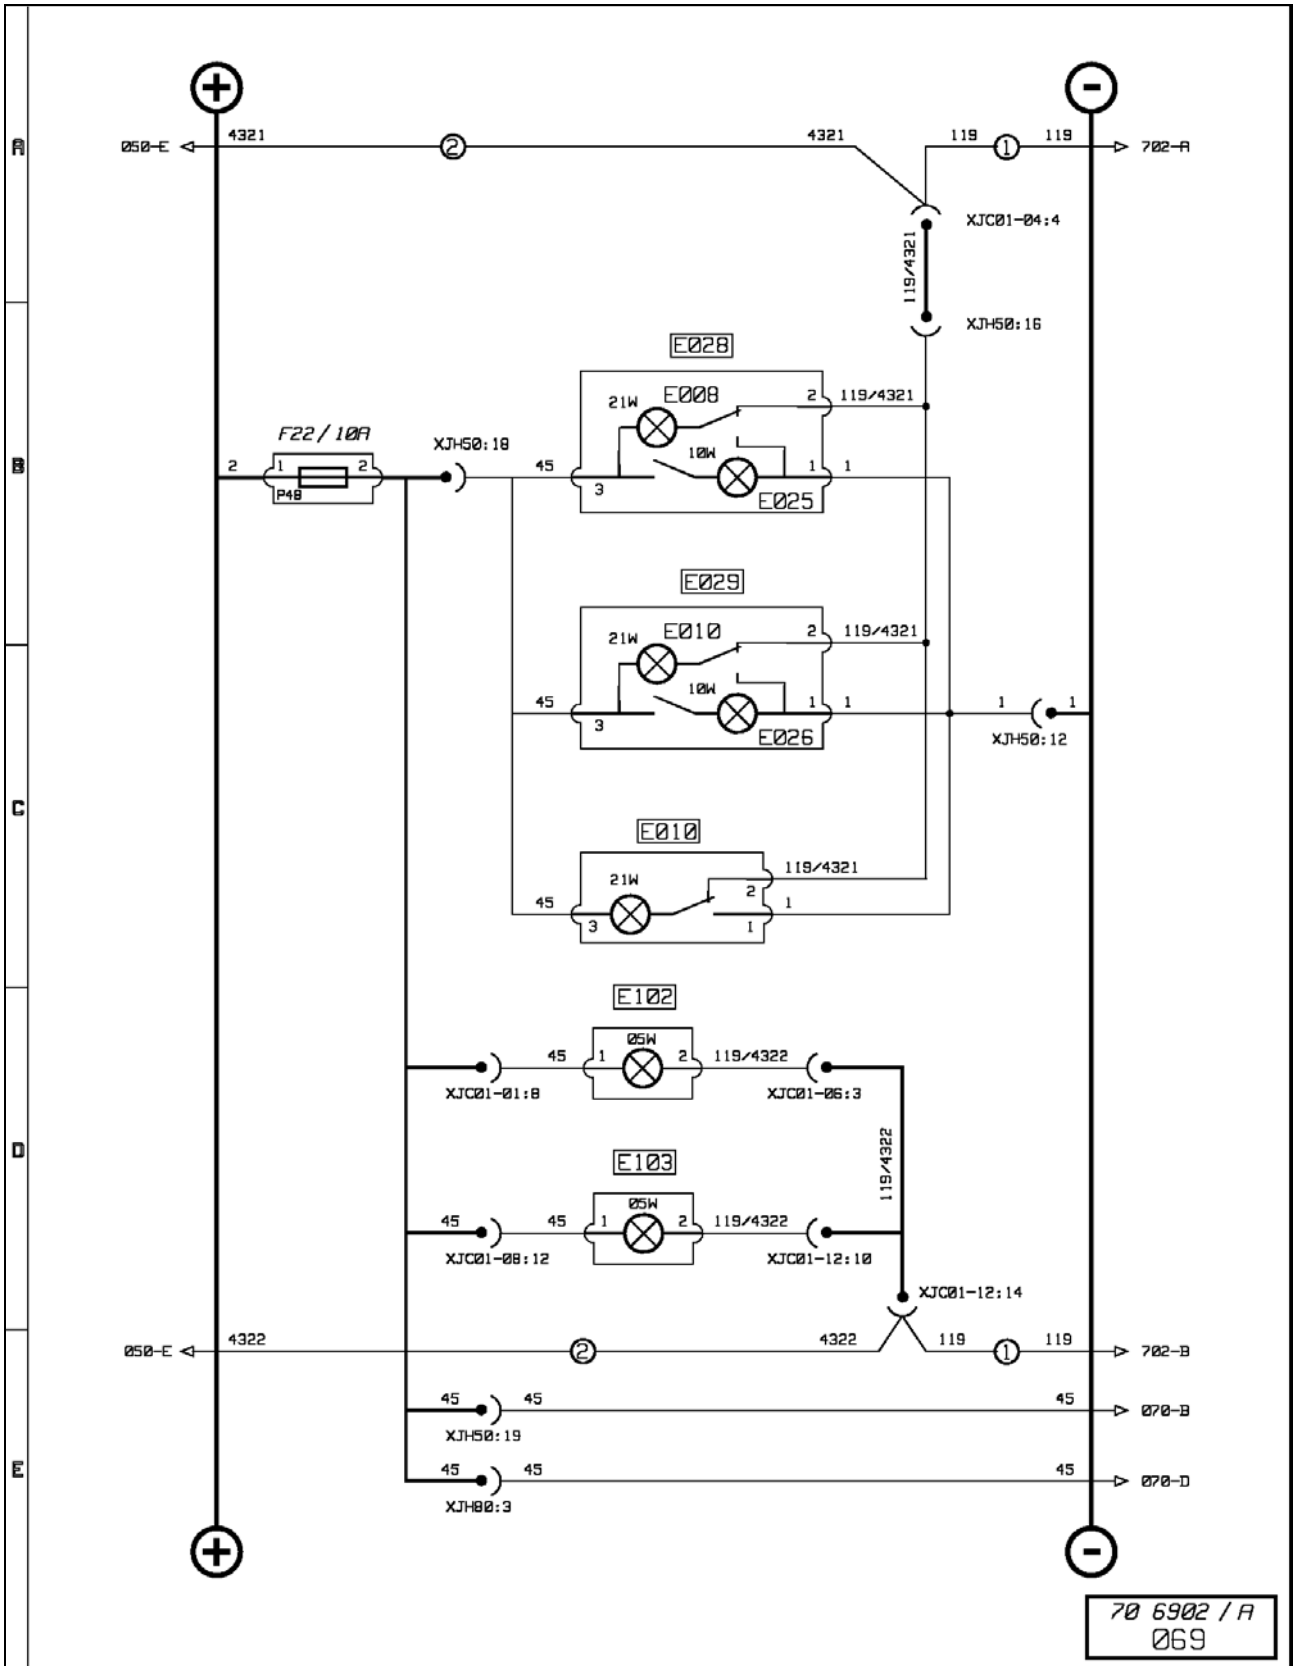 + -
A
050-E 4321 2 4321 119 1 119 702-A
XJC01-04:4
119/4321
XJH50:16
E028
21W E008 2 119/4321
F22/10A XJH50:18 10W
B
2 1 2 45 1 1
P48 3 E025
E029
21W E010 2 119/4321
10W
45 1 1 1 1
3 E026 XJH50:12
C
E010
21W 119/4321
2
45 1
3 1
E102
05W
45 1 2 119/4322
XJC01-01:8 XJC01-06:3
D
119/4322
E103
05W
45 45 1 2 119/4322
XJC01-08:12 XJC01-12:10
XJC01-12:14
050-E 4322 2 4322 119 1 119 702-B
45 45 45 070-B
XJH50:19
E
45 45 45 070-D
XJH80:3
+ -
70 6902 / A
069